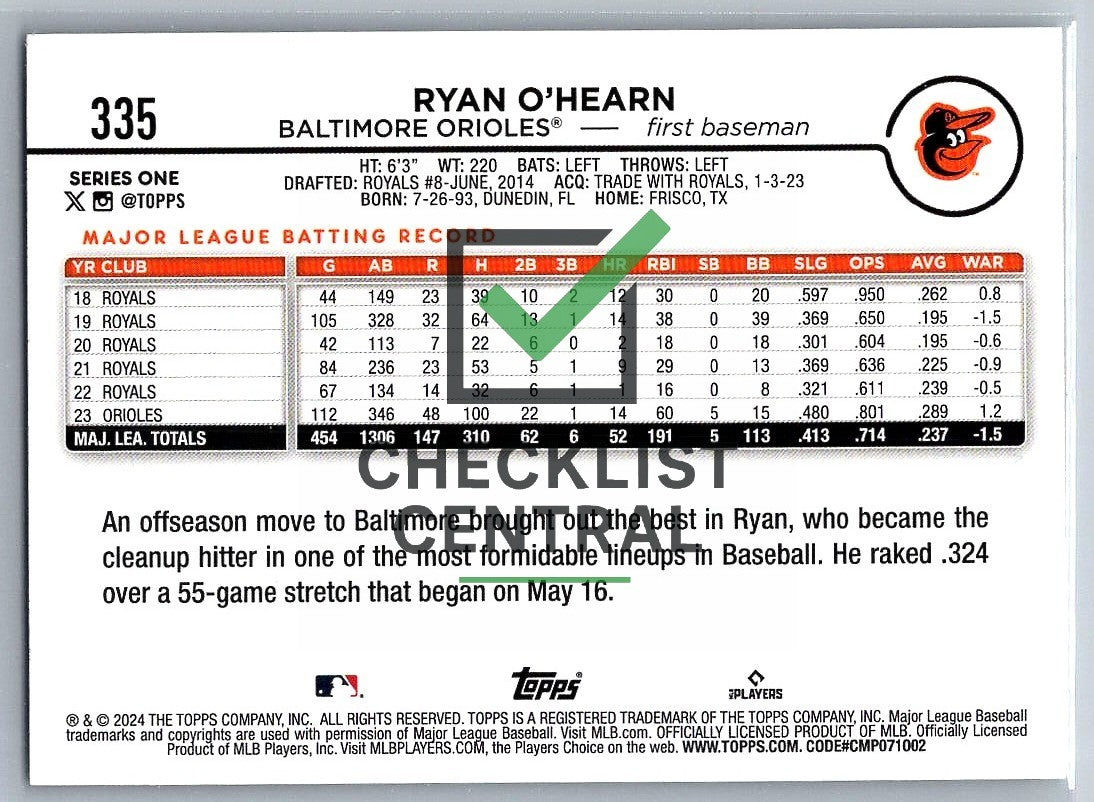 335
RYAN O'HEARN
BALTIMORE ORIOLES® — first baseman
SERIES ONE
@TOPPS
HT: 6'3" WT: 220 BATS: LEFT THROWS: LEFT
DRAFTED: ROYALS #8-JUNE, 2014 ACQ: TRADE WITH ROYALS, 1-3-23
BORN: 7-26-93, DUNEDIN, FL HOME: FRISCO, TX
MAJOR LEAGUE BATTING RECORD
YR CLUB G AB R H 2B 3B HR RBI SB BB SLG OPS AVG WAR
18 ROYALS 44 149 23 39 10 2 12 30 0 20 .597 .950 .262 0.8
19 ROYALS 105 328 32 64 13 1 14 38 0 39 .369 .650 .195 -1.5
20 ROYALS 42 113 7 22 6 0 2 18 0 18 .301 .604 .195 -0.6
21 ROYALS 84 236 23 53 5 1 9 29 0 13 .369 .636 .225 -0.9
22 ROYALS 67 134 14 32 6 1 1 16 0 8 .321 .611 .239 -0.5
23 ORIOLES 112 346 48 100 22 1 14 60 5 15 .480 .801 .289 1.2
MAJ. LEA. TOTALS 454 1306 147 310 62 6 52 191 5 113 .413 .714 .237 -1.5
CHECKLIST
CENTRAL
An offseason move to Baltimore brought out the best in Ryan, who became the
cleanup hitter in one of the most formidable lineups in Baseball. He raked .324
over a 55-game stretch that began on May 16.
Topps®
PLAYERS
® & © 2024 THE TOPPS COMPANY, INC. ALL RIGHTS RESERVED. TOPPS IS A REGISTERED TRADEMARK OF THE TOPPS COMPANY, INC. Major League Baseball
trademarks and copyrights are used with permission of Major League Baseball. Visit MLB.com. OFFICIALLY LICENSED PRODUCT OF MLB. Officially Licensed
Product of MLB Players, Inc. Visit MLBPLAYERS.COM, the Players Choice on the web. WWW.TOPPS.COM. CODE#CMP071002